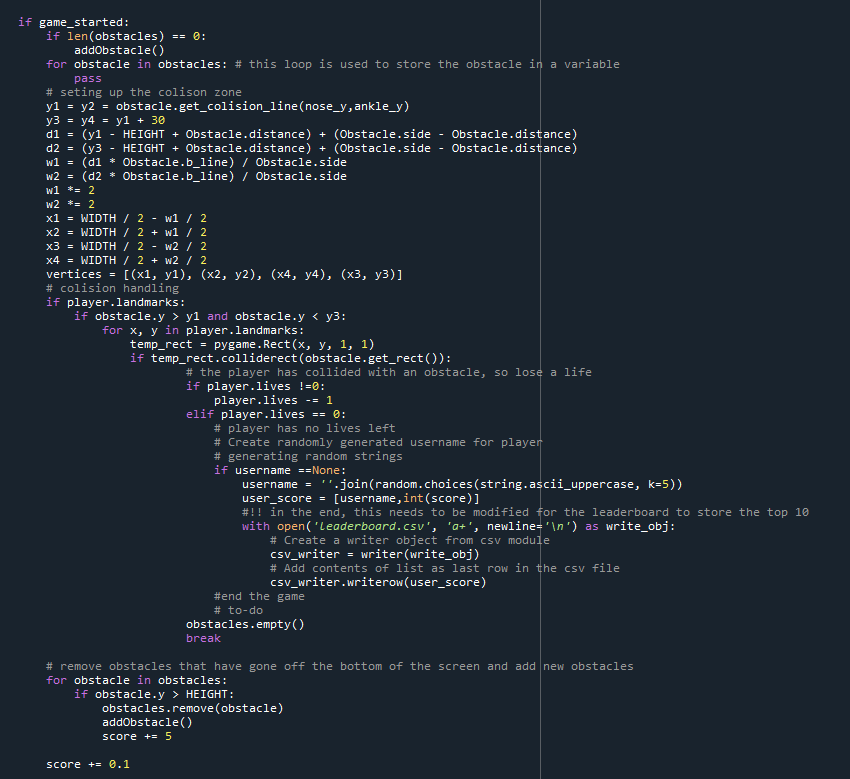 if game_started:
    if len(obstacles) == 0:
        addObstacle()
    for obstacle in obstacles: # this loop is used to store the obstacle in a variable
        pass
    # seting up the colison zone
    y1 = y2 = obstacle.get_colision_line(nose_y,ankle_y)
    y3 = y4 = y1 + 30
    d1 = (y1 - HEIGHT + Obstacle.distance) + (Obstacle.side - Obstacle.distance)
    d2 = (y3 - HEIGHT + Obstacle.distance) + (Obstacle.side - Obstacle.distance)
    w1 = (d1 * Obstacle.b_line) / Obstacle.side
    w2 = (d2 * Obstacle.b_line) / Obstacle.side
    w1 *= 2
    w2 *= 2
    x1 = WIDTH / 2 - w1 / 2
    x2 = WIDTH / 2 + w1 / 2
    x3 = WIDTH / 2 - w2 / 2
    x4 = WIDTH / 2 + w2 / 2
    vertices = [(x1, y1), (x2, y2), (x4, y4), (x3, y3)]
    # colision handling
    if player.landmarks:
        if obstacle.y > y1 and obstacle.y < y3:
            for x, y in player.landmarks:
                temp_rect = pygame.Rect(x, y, 1, 1)
                if temp_rect.colliderect(obstacle.get_rect()):
                        # the player has collided with an obstacle, so lose a life
                        if player.lives !=0:
                            player.lives -= 1
                        elif player.lives == 0:
                            # player has no lives left
                            # Create randomly generated username for player
                            # generating random strings
                            if username ==None:
                                username = ''.join(random.choices(string.ascii_uppercase, k=5))
                                user_score = [username,int(score)]
                                #!! in the end, this needs to be modified for the leaderboard to store the top 10
                                with open('leaderboard.csv', 'a+', newline='\n') as write_obj:
                                    # Create a writer object from csv module
                                    csv_writer = writer(write_obj)
                                    # Add contents of list as last row in the csv file
                                    csv_writer.writerow(user_score)
                            #end the game
                            # to-do
                        obstacles.empty()
                        break
    # remove obstacles that have gone off the bottom of the screen and add new obstacles
    for obstacle in obstacles:
        if obstacle.y > HEIGHT:
            obstacles.remove(obstacle)
            addObstacle()
            score += 5
    score += 0.1